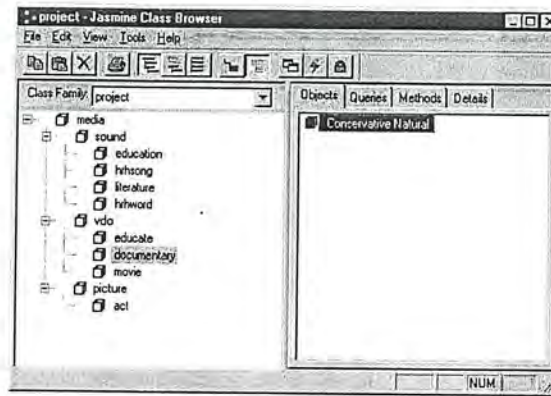 project - Jasmine Class Browser
File Edit View Tools Help
Class Family: project
media
sound
education
hrhsong
literature
hrhword
vdo
educate
documentary
movie
picture
act
Objects Queries Methods Details
Conservative Natural
NUM